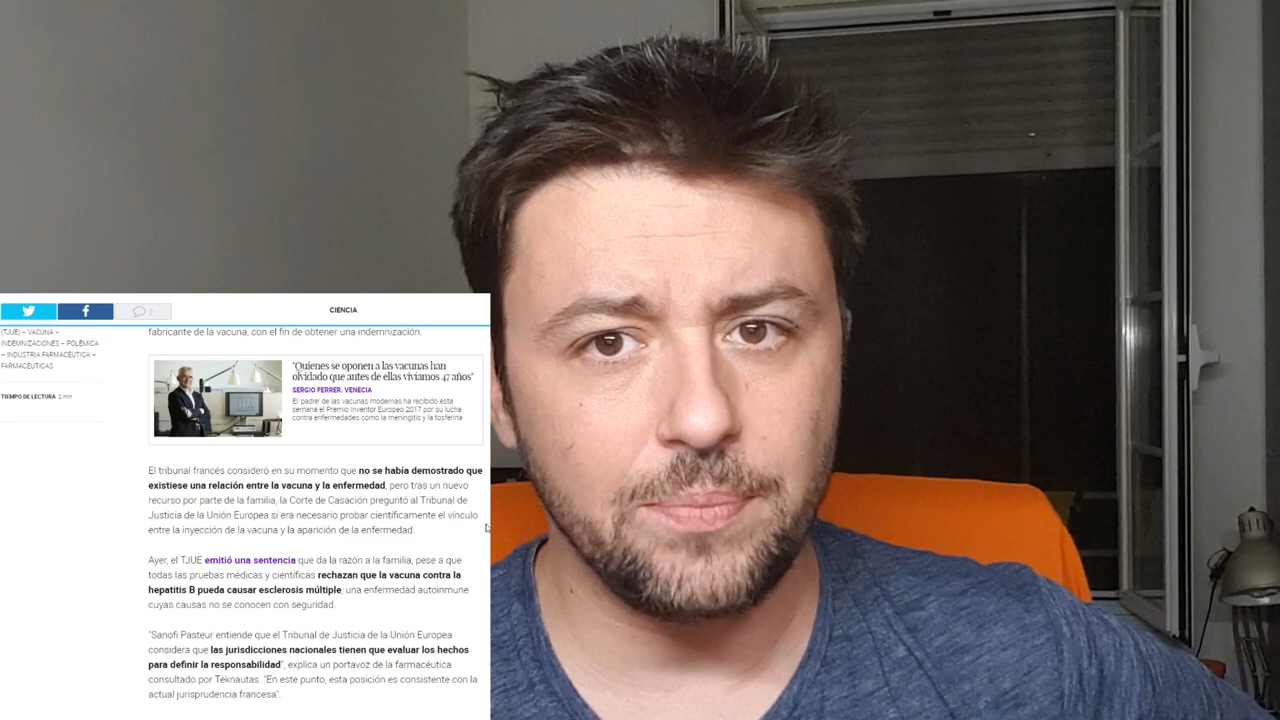 2
CIENCIA
(TJUE) – VACUNA –
INDEMNIZACIONES – POLÉMICA
– INDUSTRIA FARMACÉUTICA –
FARMACÉUTICAS
TIEMPO DE LECTURA 2 min
fabricante de la vacuna, con el fin de obtener una indemnización.
"Quienes se oponen a las vacunas han
olvidado que antes de ellas vivíamos 47 años"
SERGIO FERRER. VENECIA
El 'padre' de las vacunas modernas ha recibido esta
semana el Premio Inventor Europeo 2017 por su lucha
contra enfermedades como la meningitis y la tosferina
El tribunal francés consideró en su momento que no se había demostrado que
existiese una relación entre la vacuna y la enfermedad, pero tras un nuevo
recurso por parte de la familia, la Corte de Casación preguntó al Tribunal de
Justicia de la Unión Europea si era necesario probar científicamente el vínculo
entre la inyección de la vacuna y la aparición de la enfermedad.
Ayer, el TJUE emitió una sentencia que da la razón a la familia, pese a que
todas las pruebas médicas y científicas rechazan que la vacuna contra la
hepatitis B pueda causar esclerosis múltiple, una enfermedad autoinmune
cuyas causas no se conocen con seguridad.
"Sanofi Pasteur entiende que el Tribunal de Justicia de la Unión Europea
considera que las jurisdicciones nacionales tienen que evaluar los hechos
para definir la responsabilidad", explica un portavoz de la farmacéutica
consultado por Teknautas. "En este punto, esta posición es consistente con la
actual jurisprudencia francesa".